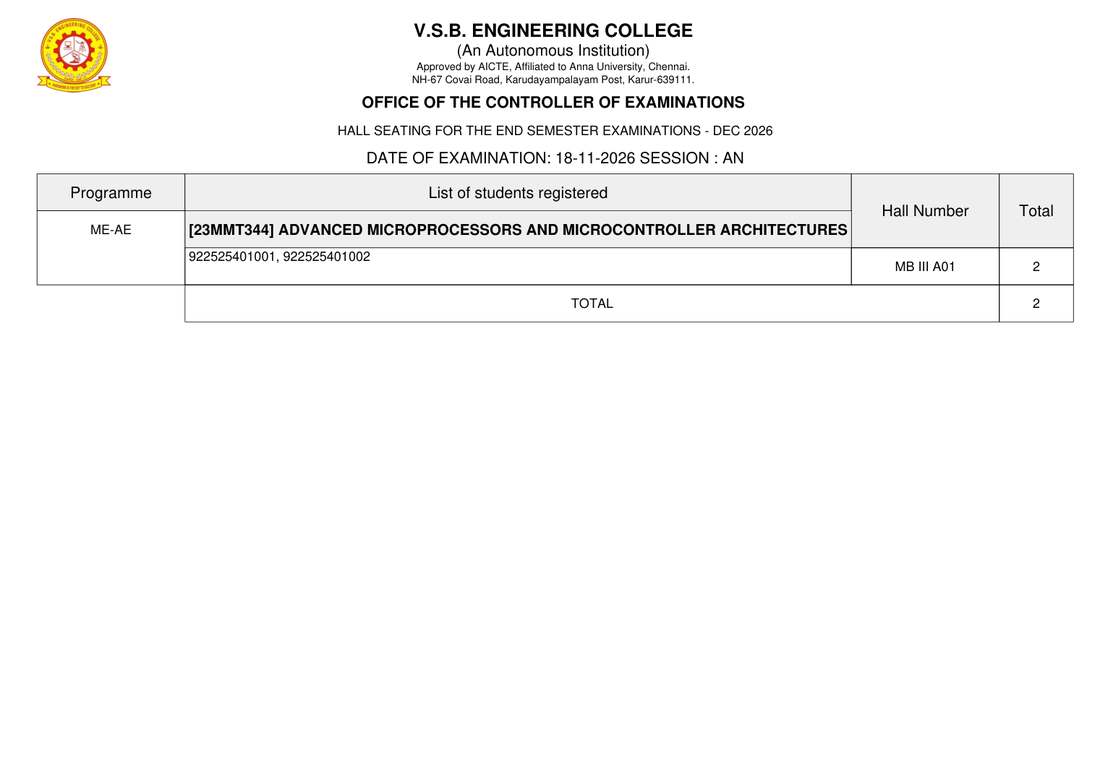 V.S.B. ENGINEERING COLLEGE
(An Autonomous Institution)
Approved by AICTE, Affiliated to Anna University, Chennai.
NH-67 Covai Road, Karudayampalayam Post, Karur-639111.
OFFICE OF THE CONTROLLER OF EXAMINATIONS
HALL SEATING FOR THE END SEMESTER EXAMINATIONS - DEC 2026
DATE OF EXAMINATION: 18-11-2026 SESSION : AN
Programme List of students registered Hall Number Total
ME-AE [23MMT344] ADVANCED MICROPROCESSORS AND MICROCONTROLLER ARCHITECTURES
922525401001, 922525401002 MB III A01 2
TOTAL 2